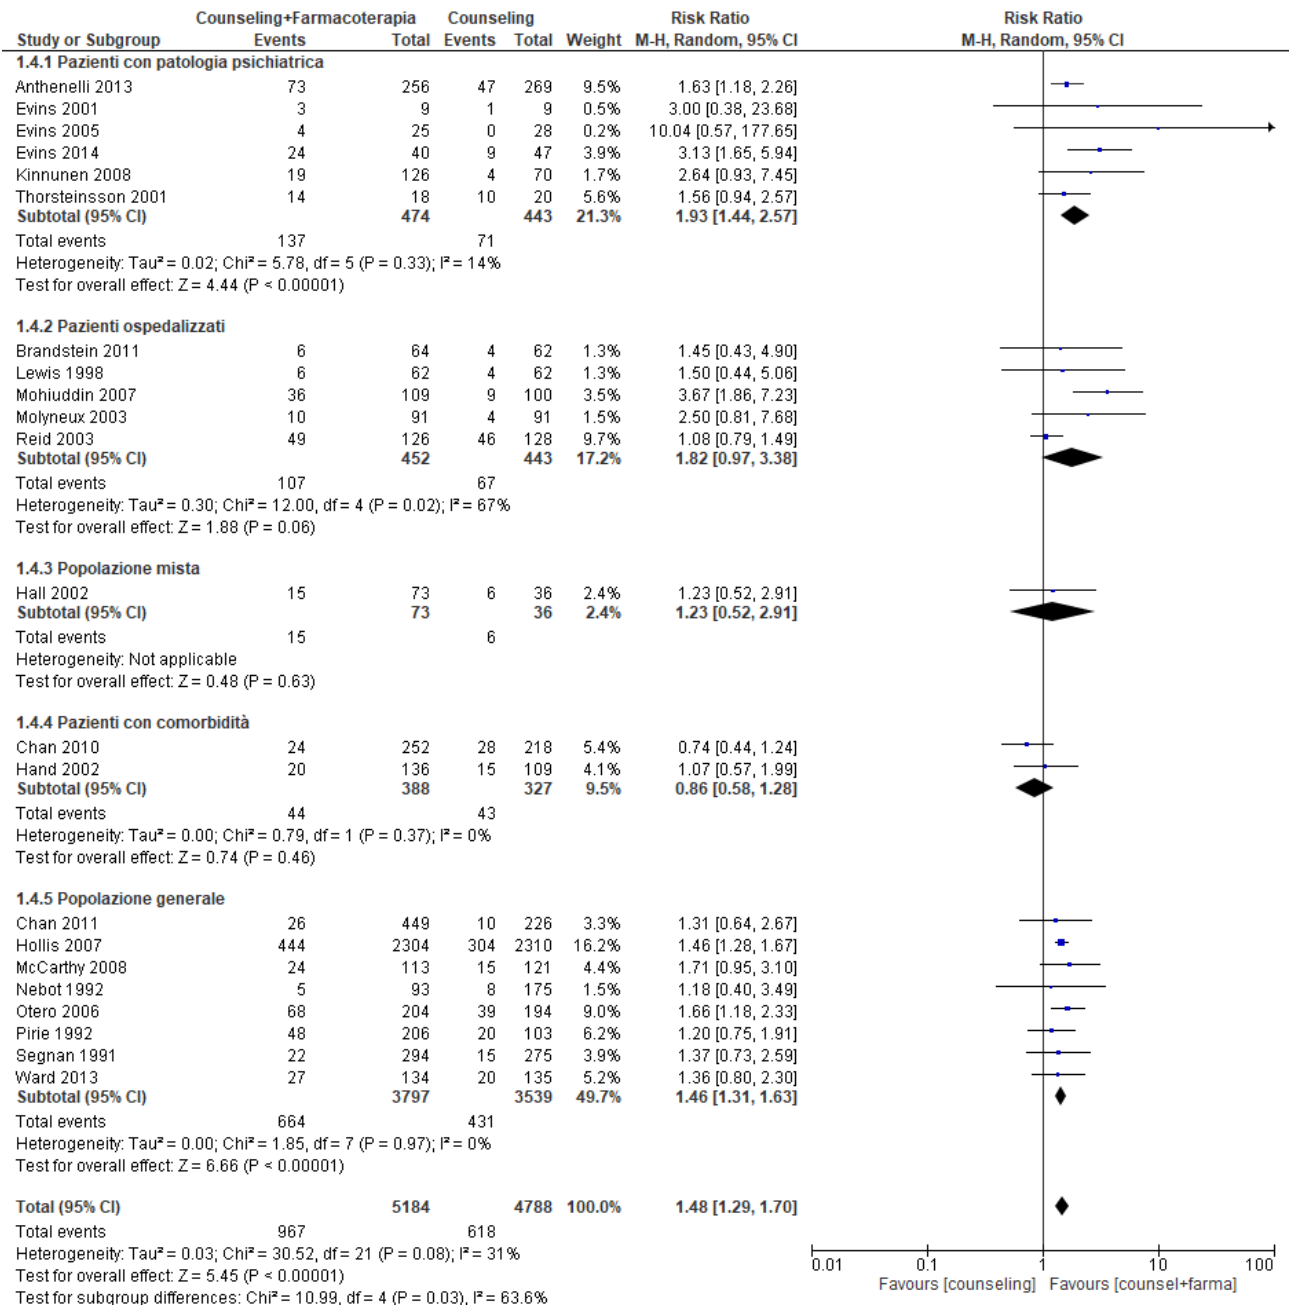 Counseling+Farmacoterapia Counseling Risk Ratio Risk Ratio
Study or Subgroup Events Total Events Total Weight M-H, Random, 95% CI M-H, Random, 95% CI
1.4.1 Pazienti con patologia psichiatrica
Anthenelli 2013 73 256 47 269 9.5% 1.63 [1.18, 2.26]
Evins 2001 3 9 1 9 0.5% 3.00 [0.38, 23.68]
Evins 2005 4 25 0 28 0.2% 10.04 [0.57, 177.65]
Evins 2014 24 40 9 47 3.9% 3.13 [1.65, 5.94]
Kinnunen 2008 19 126 4 70 1.7% 2.64 [0.93, 7.45]
Thorsteinsson 2001 14 18 10 20 5.6% 1.56 [0.94, 2.57]
Subtotal (95% CI) 474 443 21.3% 1.93 [1.44, 2.57]
Total events 137 71
Heterogeneity: Tau² = 0.02; Chi² = 5.78, df = 5 (P = 0.33); I² = 14%
Test for overall effect: Z = 4.44 (P < 0.00001)
1.4.2 Pazienti ospedalizzati
Brandstein 2011 6 64 4 62 1.3% 1.45 [0.43, 4.90]
Lewis 1998 6 62 4 62 1.3% 1.50 [0.44, 5.06]
Mohiuddin 2007 36 109 9 100 3.5% 3.67 [1.86, 7.23]
Molyneux 2003 10 91 4 91 1.5% 2.50 [0.81, 7.68]
Reid 2003 49 126 46 128 9.7% 1.08 [0.79, 1.49]
Subtotal (95% CI) 452 443 17.2% 1.82 [0.97, 3.38]
Total events 107 67
Heterogeneity: Tau² = 0.30; Chi² = 12.00, df = 4 (P = 0.02); I² = 67%
Test for overall effect: Z = 1.88 (P = 0.06)
1.4.3 Popolazione mista
Hall 2002 15 73 6 36 2.4% 1.23 [0.52, 2.91]
Subtotal (95% CI) 73 36 2.4% 1.23 [0.52, 2.91]
Total events 15 6
Heterogeneity: Not applicable
Test for overall effect: Z = 0.48 (P = 0.63)
1.4.4 Pazienti con comorbidità
Chan 2010 24 252 28 218 5.4% 0.74 [0.44, 1.24]
Hand 2002 20 136 15 109 4.1% 1.07 [0.57, 1.99]
Subtotal (95% CI) 388 327 9.5% 0.86 [0.58, 1.28]
Total events 44 43
Heterogeneity: Tau² = 0.00; Chi² = 0.79, df = 1 (P = 0.37); I² = 0%
Test for overall effect: Z = 0.74 (P = 0.46)
1.4.5 Popolazione generale
Chan 2011 26 449 10 226 3.3% 1.31 [0.64, 2.67]
Hollis 2007 444 2304 304 2310 16.2% 1.46 [1.28, 1.67]
McCarthy 2008 24 113 15 121 4.4% 1.71 [0.95, 3.10]
Nebot 1992 5 93 8 175 1.5% 1.18 [0.40, 3.49]
Otero 2006 68 204 39 194 9.0% 1.66 [1.18, 2.33]
Pirie 1992 48 206 20 103 6.2% 1.20 [0.75, 1.91]
Segnan 1991 22 294 15 275 3.9% 1.37 [0.73, 2.59]
Ward 2013 27 134 20 135 5.2% 1.36 [0.80, 2.30]
Subtotal (95% CI) 3797 3539 49.7% 1.46 [1.31, 1.63]
Total events 664 431
Heterogeneity: Tau² = 0.00; Chi² = 1.85, df = 7 (P = 0.97); I² = 0%
Test for overall effect: Z = 6.66 (P < 0.00001)
Total (95% CI) 5184 4788 100.0% 1.48 [1.29, 1.70]
Total events 967 618
Heterogeneity: Tau² = 0.03; Chi² = 30.52, df = 21 (P = 0.08); I² = 31%
Test for overall effect: Z = 5.45 (P < 0.00001)
Test for subgroup differences: Chi² = 10.99, df = 4 (P = 0.03), I² = 63.6%
0.01 0.1 1 10 100
Favours [counseling] Favours [counsel+farma]